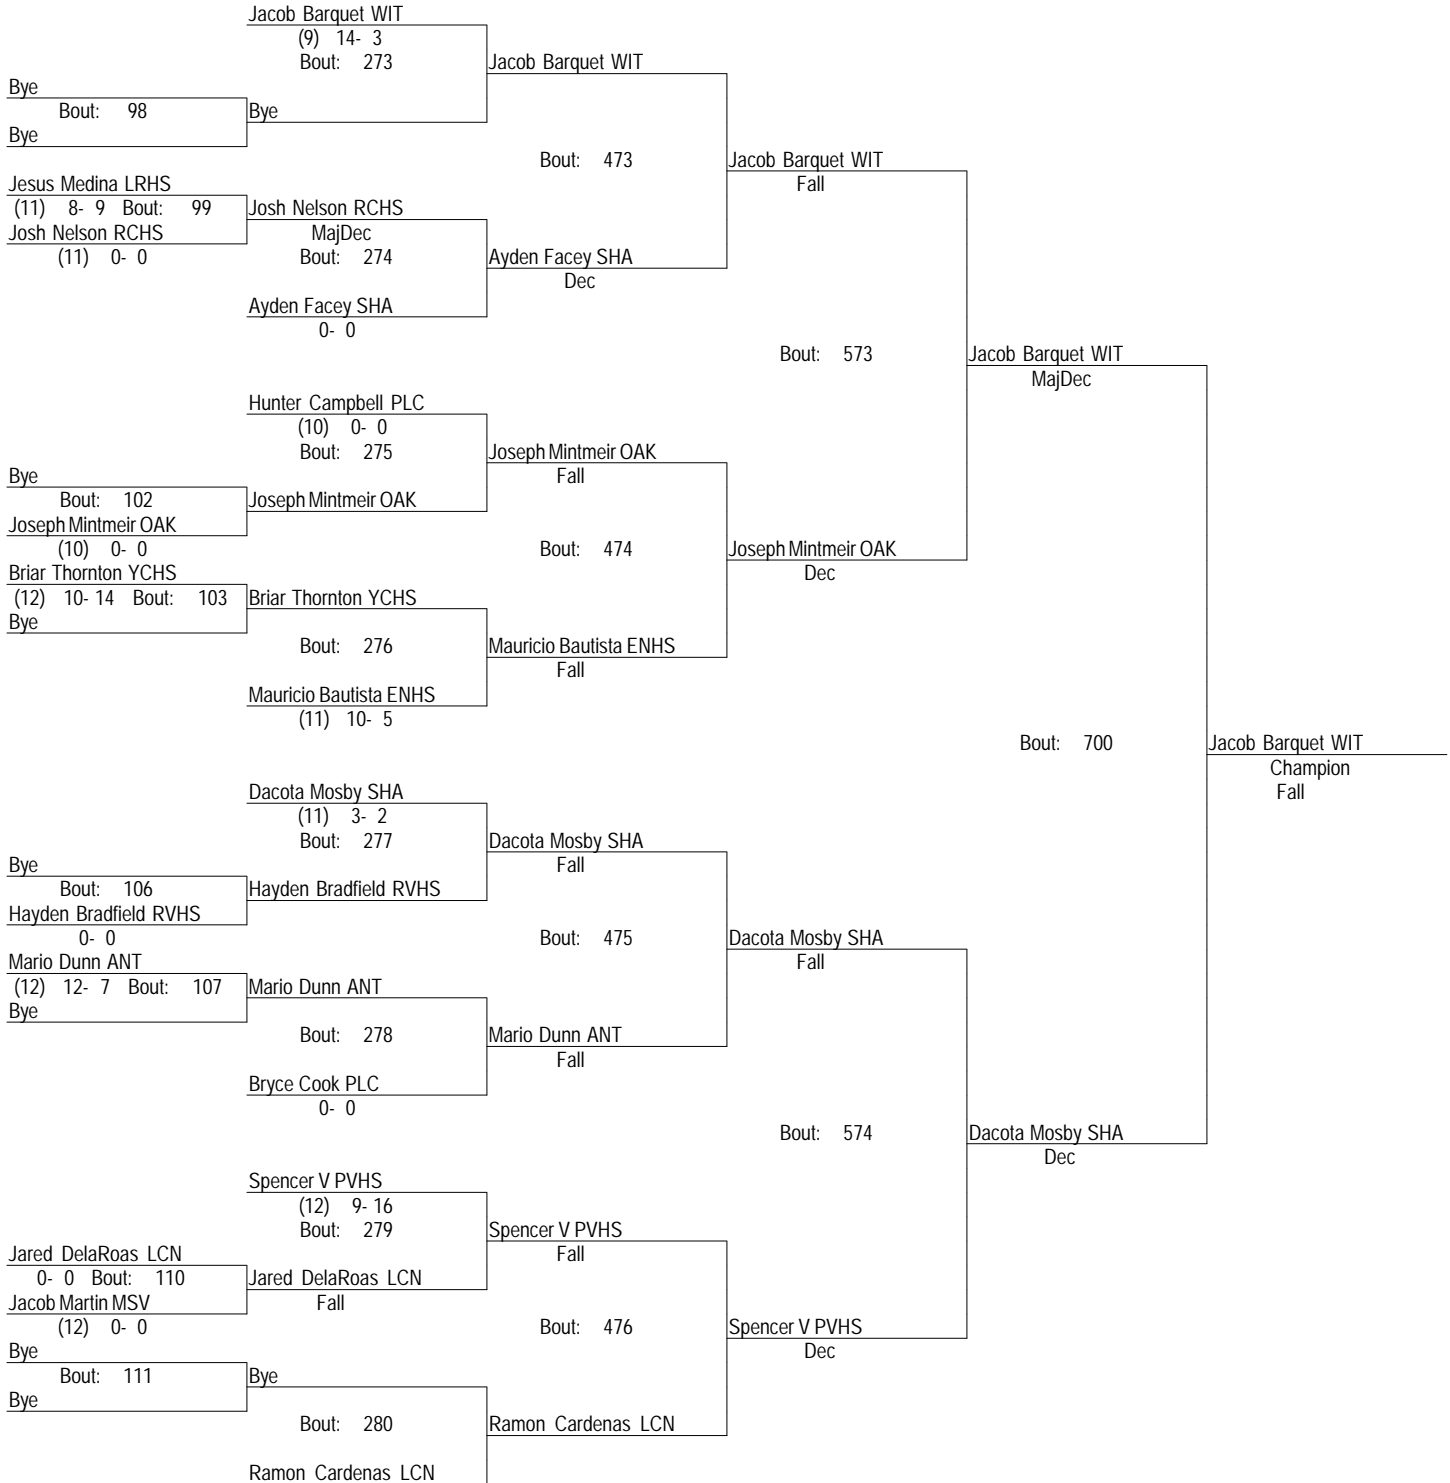 Jacob Barquet WIT
(9) 14- 3
Bout: 273
Jacob Barquet WIT
Bye
Bout: 98
Bye
Bye
Bout: 473
Jacob Barquet WIT
Fall
Jesus Medina LRHS
(11) 8- 9 Bout: 99
Josh Nelson RCHS
Josh Nelson RCHS
MajDec
(11) 0- 0
Bout: 274
Ayden Facey SHA
Dec
Ayden Facey SHA
0- 0
Bout: 573
Jacob Barquet WIT
MajDec
Hunter Campbell PLC
(10) 0- 0
Bout: 275
Joseph Mintmeir OAK
Fall
Bye
Bout: 102
Joseph Mintmeir OAK
Joseph Mintmeir OAK
(10) 0- 0
Bout: 474
Joseph Mintmeir OAK
Dec
Briar Thornton YCHS
(12) 10- 14 Bout: 103
Briar Thornton YCHS
Bye
Bout: 276
Mauricio Bautista ENHS
Fall
Mauricio Bautista ENHS
(11) 10- 5
Bout: 700
Jacob Barquet WIT
Champion
Fall
Dacota Mosby SHA
(11) 3- 2
Bout: 277
Dacota Mosby SHA
Fall
Bye
Bout: 106
Hayden Bradfield RVHS
Hayden Bradfield RVHS
0- 0
Bout: 475
Dacota Mosby SHA
Fall
Mario Dunn ANT
(12) 12- 7 Bout: 107
Mario Dunn ANT
Bye
Bout: 278
Mario Dunn ANT
Fall
Bryce Cook PLC
0- 0
Bout: 574
Dacota Mosby SHA
Dec
Spencer V PVHS
(12) 9- 16
Bout: 279
Spencer V PVHS
Fall
Jared DelaRoas LCN
0- 0 Bout: 110
Jared DelaRoas LCN
Fall
Jacob Martin MSV
(12) 0- 0
Bout: 476
Spencer V PVHS
Dec
Bye
Bout: 111
Bye
Bye
Bout: 280
Ramon Cardenas LCN
Ramon Cardenas LCN